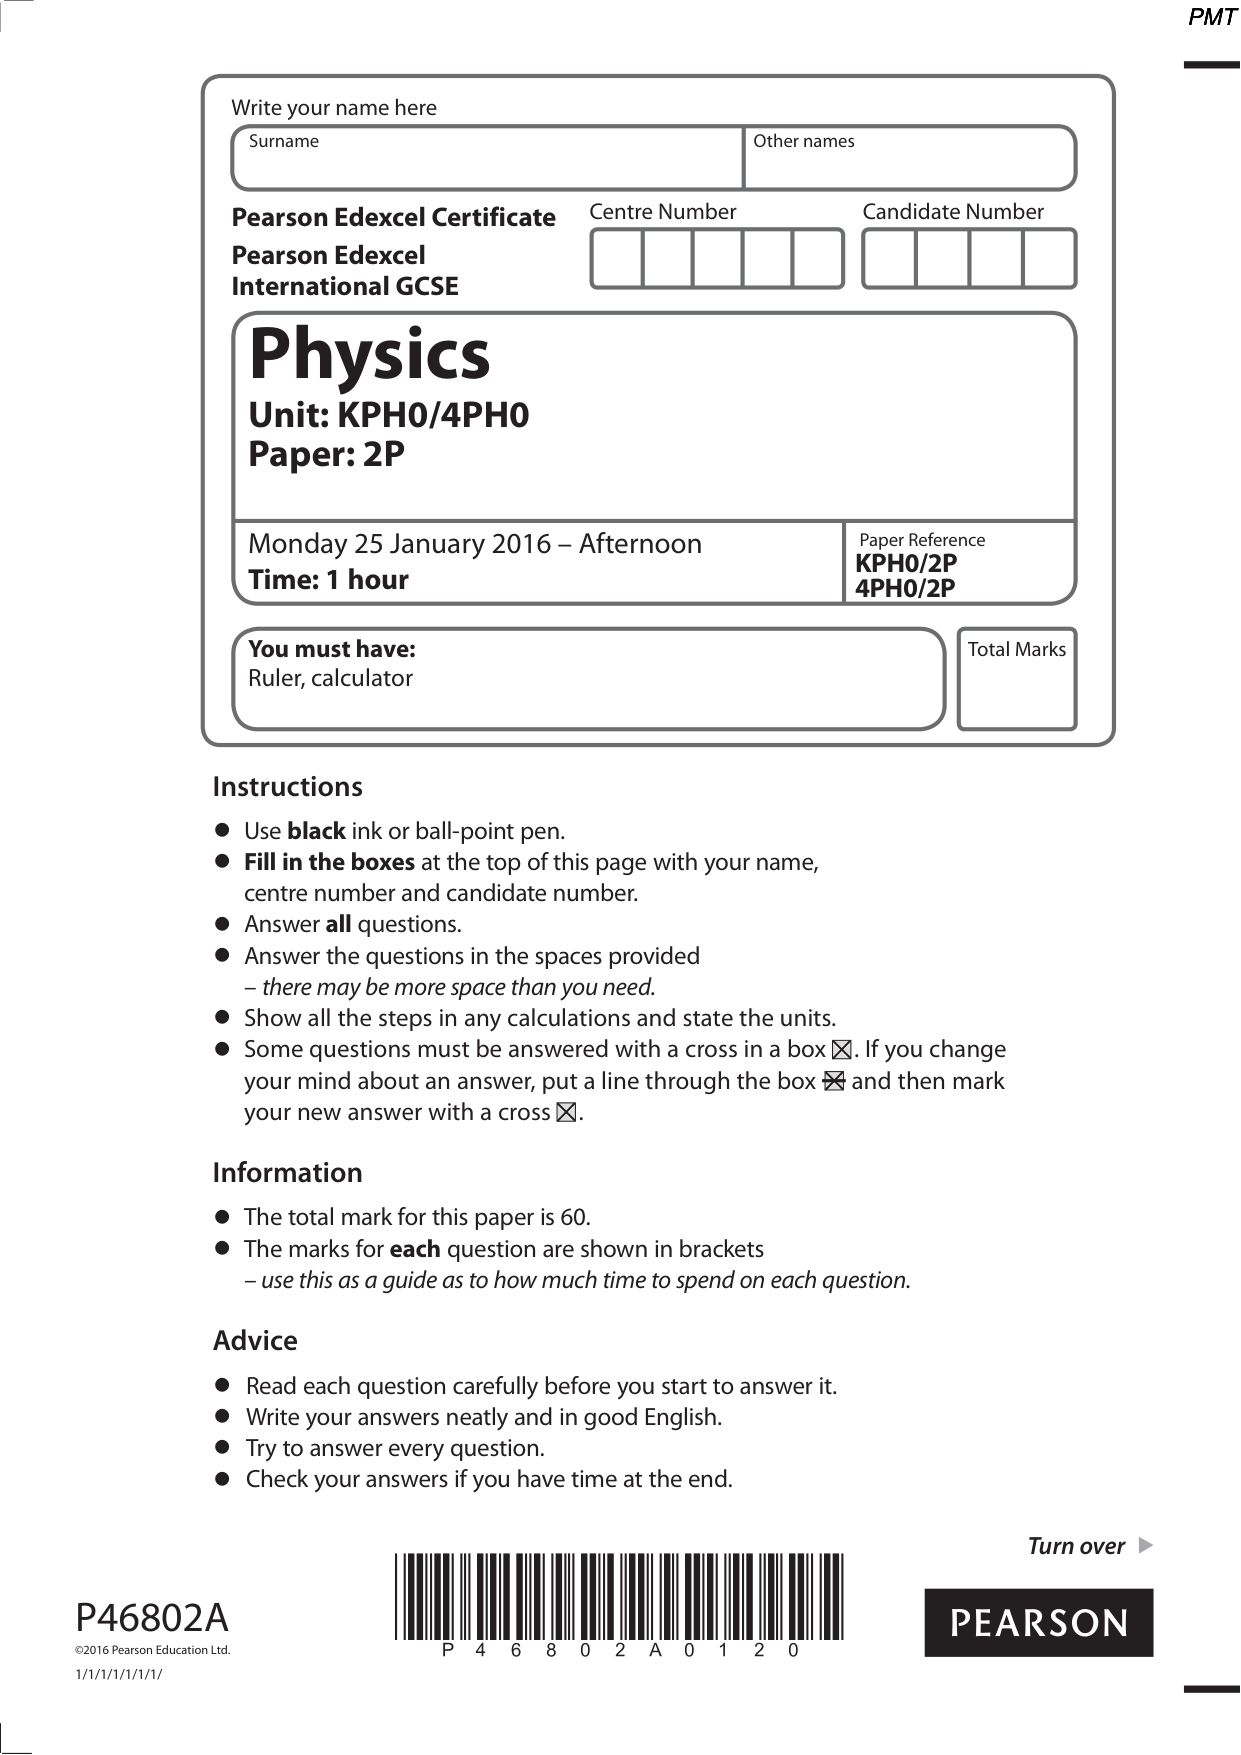 PMT
Write your name here
Surname
Other names
Pearson Edexcel Certificate
Pearson Edexcel
International GCSE
Centre Number
Candidate Number
Physics
Unit: KPH0/4PH0
Paper: 2P
Monday 25 January 2016 – Afternoon
Time: 1 hour
Paper Reference
KPH0/2P
4PH0/2P
You must have:
Ruler, calculator
Total Marks
Instructions
● Use black ink or ball-point pen.
● Fill in the boxes at the top of this page with your name,
centre number and candidate number.
● Answer all questions.
● Answer the questions in the spaces provided
– there may be more space than you need.
● Show all the steps in any calculations and state the units.
● Some questions must be answered with a cross in a box ☒. If you change
your mind about an answer, put a line through the box ☒ and then mark
your new answer with a cross ☒.
Information
● The total mark for this paper is 60.
● The marks for each question are shown in brackets
– use this as a guide as to how much time to spend on each question.
Advice
● Read each question carefully before you start to answer it.
● Write your answers neatly and in good English.
● Try to answer every question.
● Check your answers if you have time at the end.
Turn over
P46802A
©2016 Pearson Education Ltd.
1/1/1/1/1/1/1/
P46802A0120
PEARSON